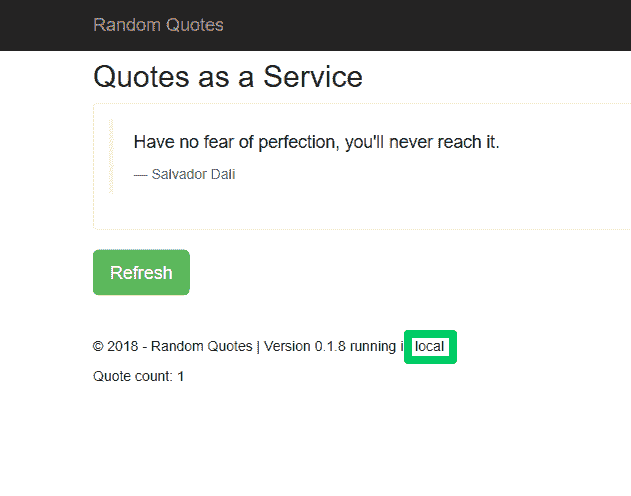 Random Quotes
Quotes as a Service
Have no fear of perfection, you'll never reach it.
— Salvador Dali
Refresh
© 2018 - Random Quotes | Version 0.1.8 running i local
Quote count: 1